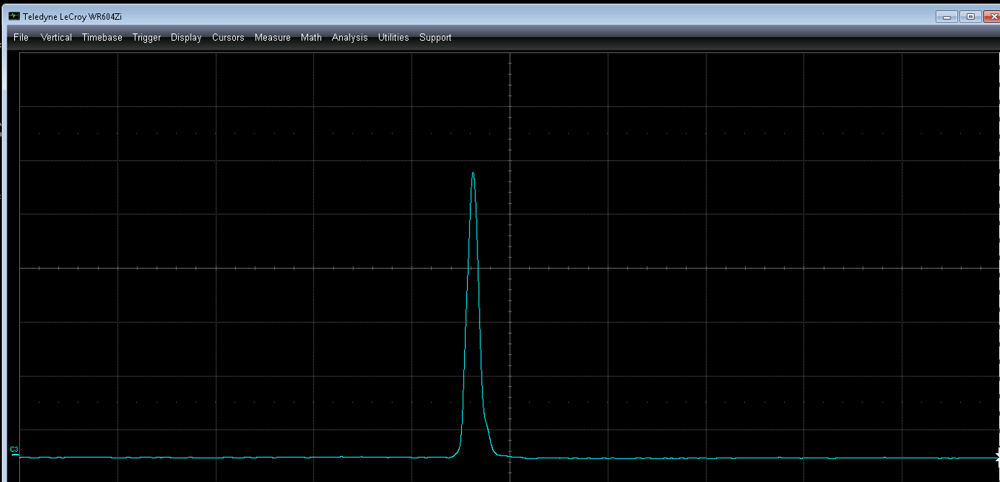 Teledyne LeCroy WR604Zi
File Vertical Timebase Trigger Display Cursors Measure Math Analysis Utilities Support
C3